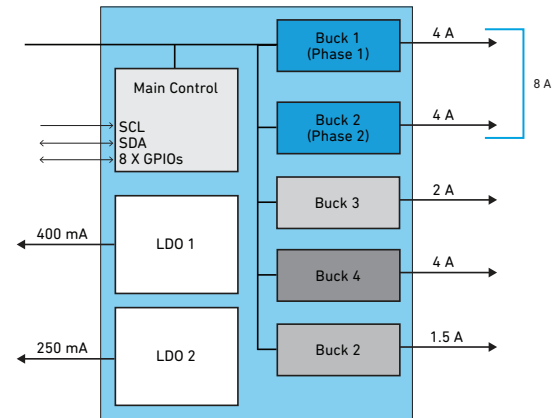 Buck 1
(Phase 1)
4 A
Main Control
8 A
SCL
SDA
8 X GPIOs
Buck 2
(Phase 2)
4 A
Buck 3
2 A
400 mA
LDO 1
Buck 4
4 A
250 mA
LDO 2
Buck 2
1.5 A